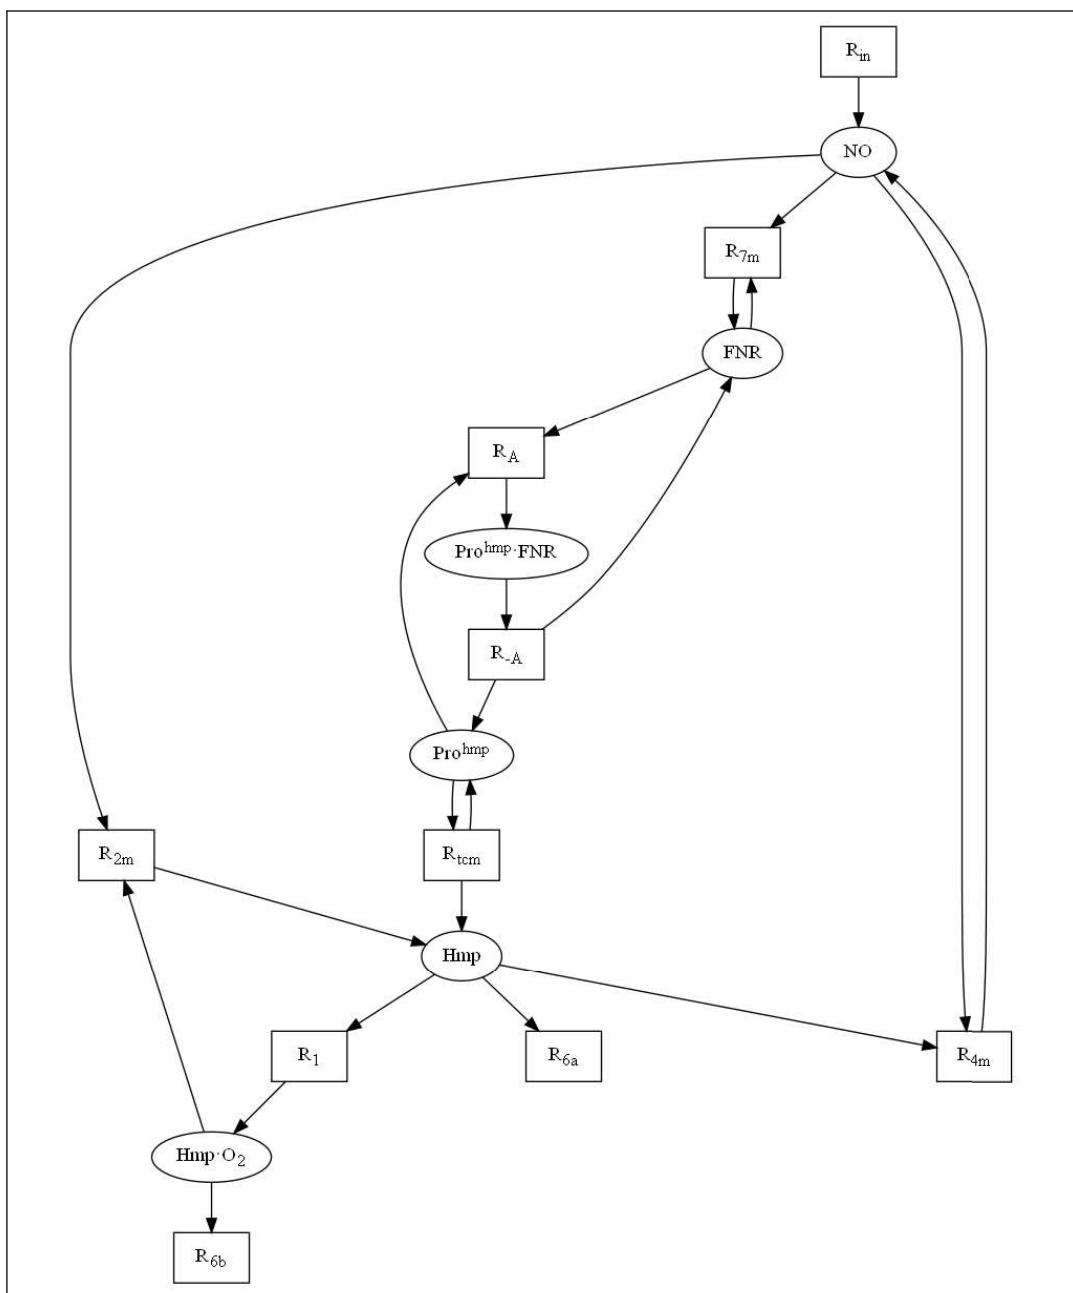 R_in
NO
R_7m
FNR
R_A
Pro^hmp·FNR
R_-A
Pro^hmp
R_2m
R_tcm
Hmp
R_1
R_6a
R_4m
Hmp·O_2
R_6b